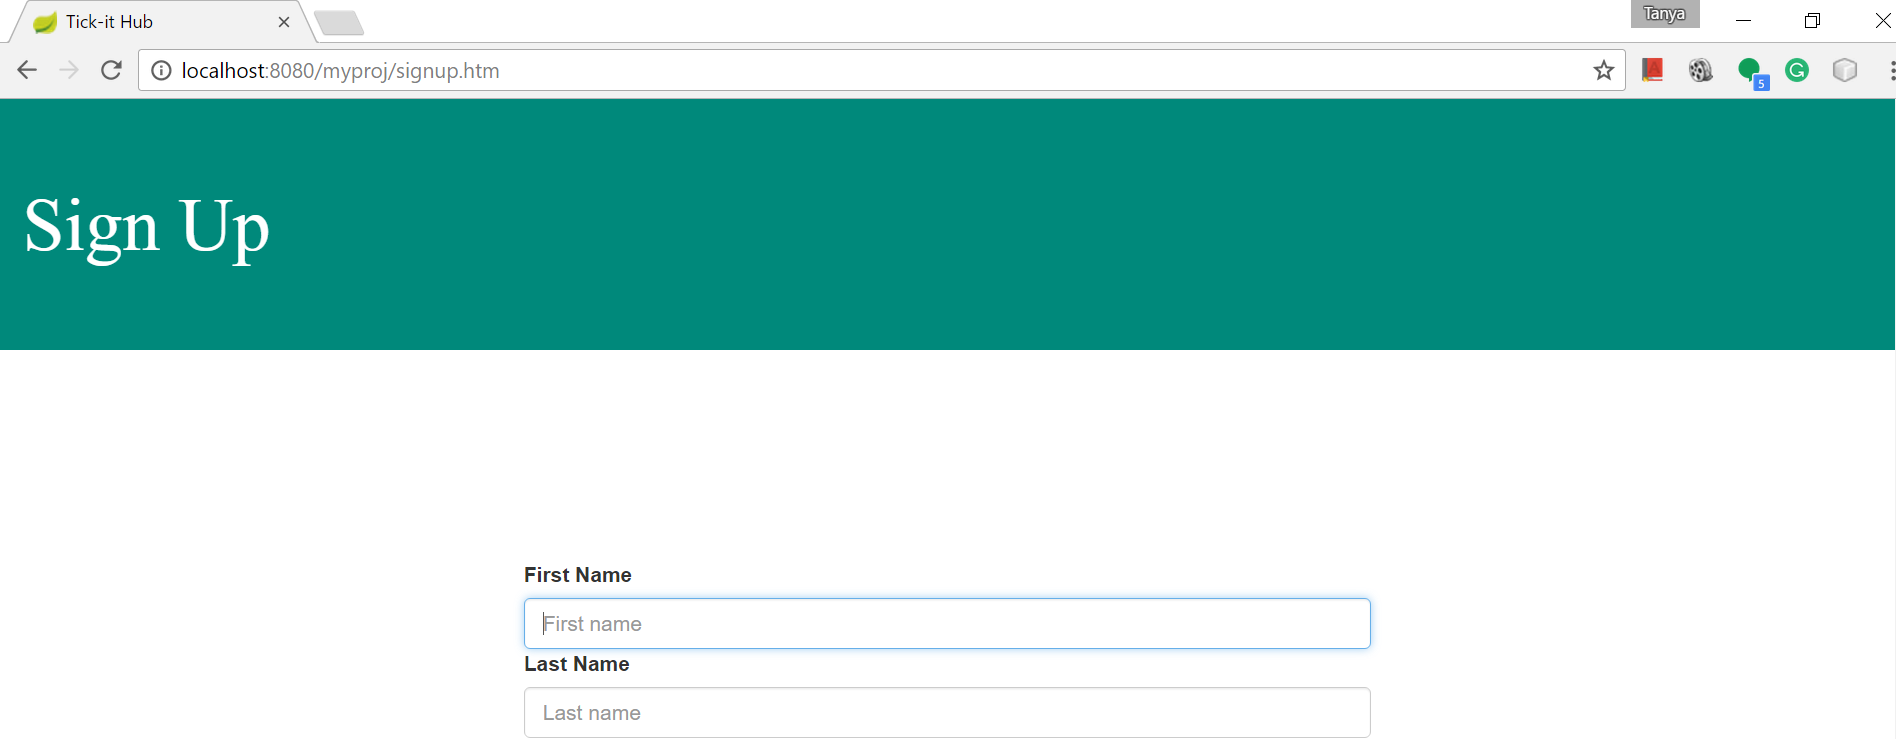 Tick-it Hub
Tanya
localhost:8080/myproj/signup.htm
5
Sign Up
First Name
First name
Last Name
Last name